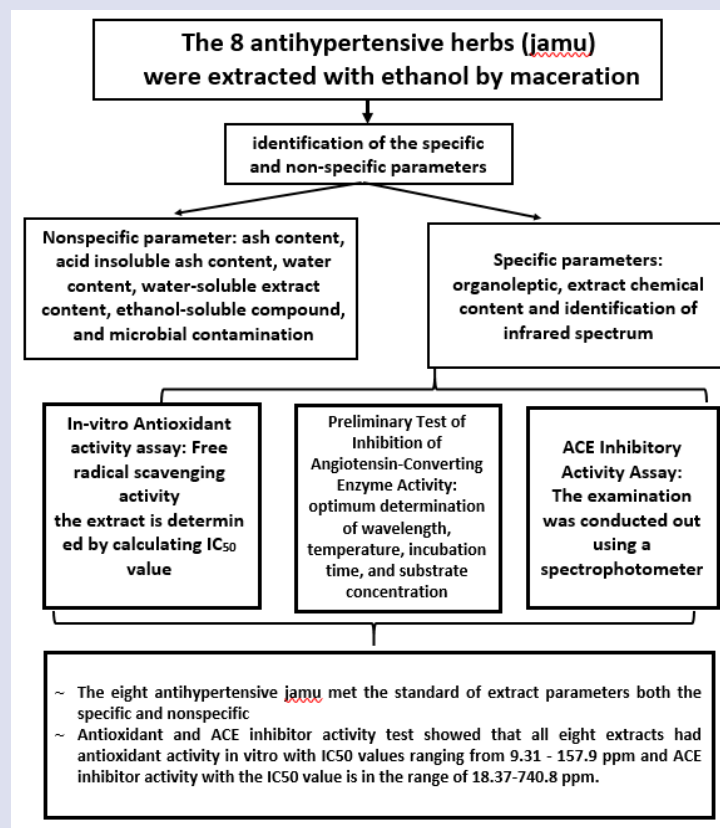 The 8 antihypertensive herbs (jamu)
were extracted with ethanol by maceration
identification of the specific
and non-specific parameters
Nonspecific parameter: ash content,
acid insoluble ash content, water
content, water-soluble extract
content, ethanol-soluble compound,
and microbial contamination
Specific parameters:
organoleptic, extract chemical
content and identification of
infrared spectrum
In-vitro Antioxidant
activity assay: Free
radical scavenging
activity
the extract is determin
ed by calculating IC50
value
Preliminary Test of
Inhibition of
Angiotensin-Converting
Enzyme Activity:
optimum determination
of wavelength,
temperature, incubation
time, and substrate
concentration
ACE Inhibitory
Activity Assay:
The examination
was conducted out
using a
spectrophotometer
~ The eight antihypertensive jamu met the standard of extract parameters both the
specific and nonspecific
~ Antioxidant and ACE inhibitor activity test showed that all eight extracts had
antioxidant activity in vitro with IC50 values ranging from 9.31 - 157.9 ppm and ACE
inhibitor activity with the IC50 value is in the range of 18.37-740.8 ppm.